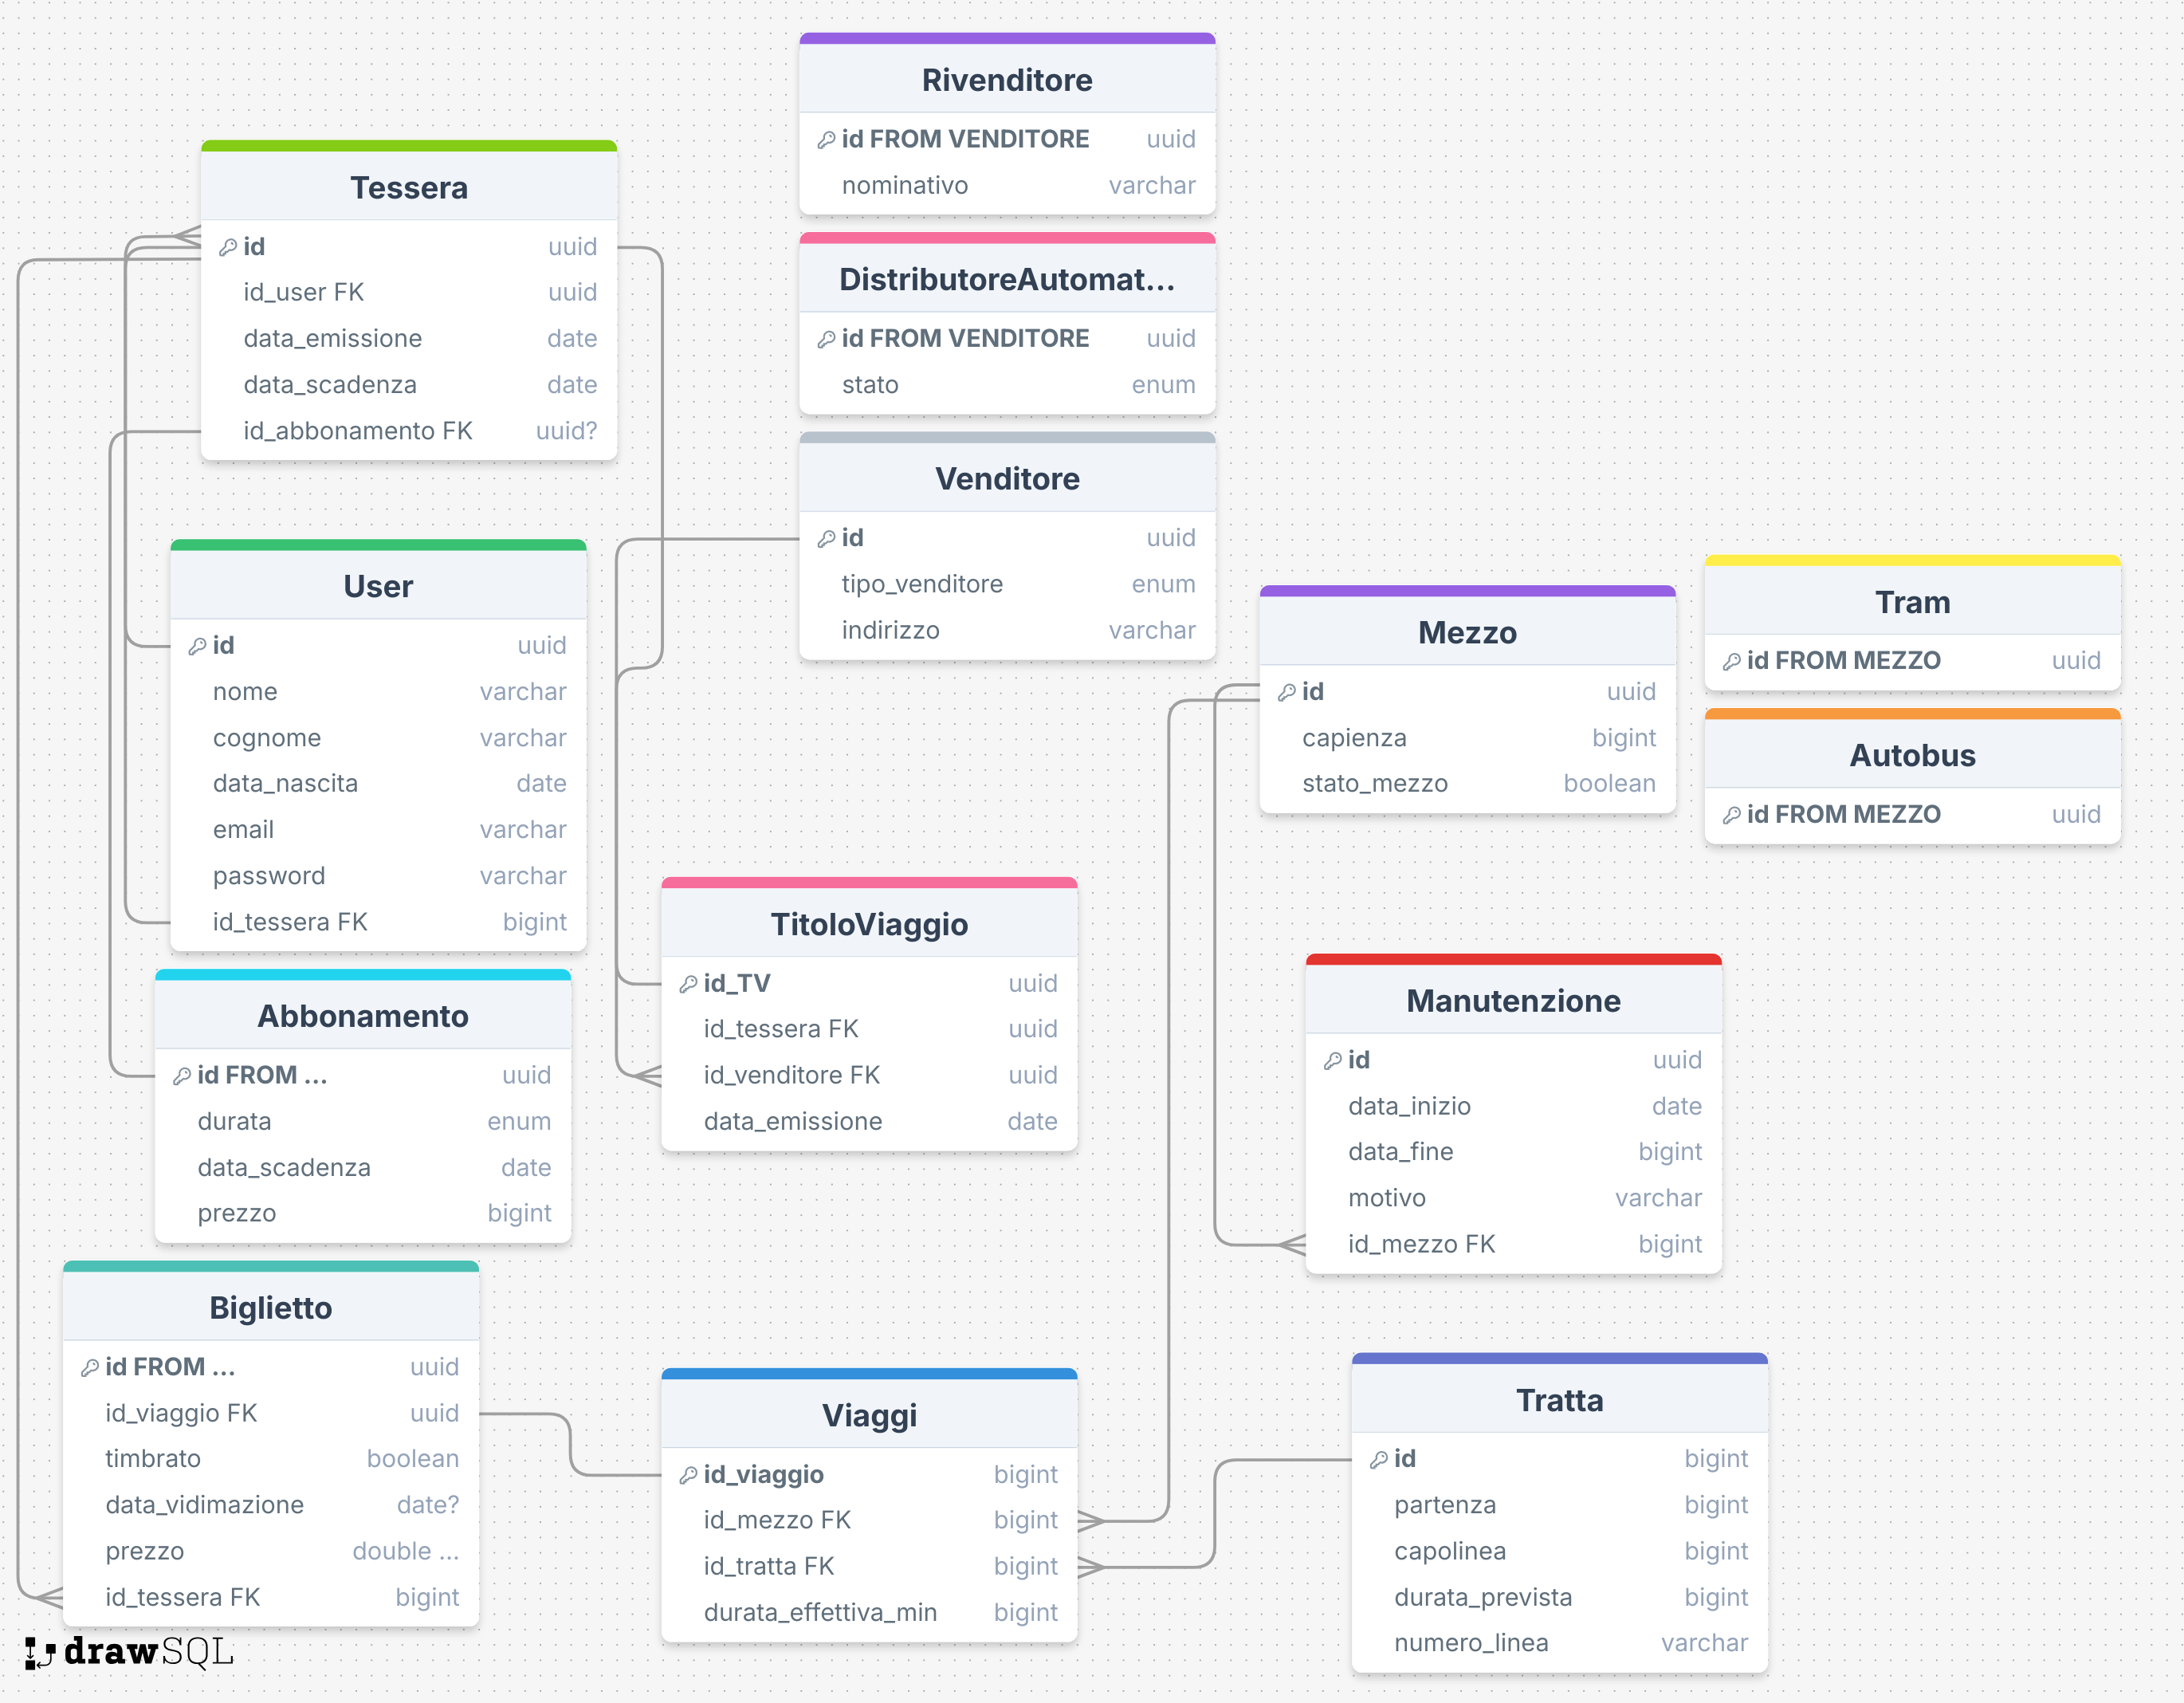 Rivenditore
id FROM VENDITORE uuid
nominativo varchar
Tessera
id uuid
id_user FK uuid
data_emissione date
data_scadenza date
id_abbonamento FK uuid?
DistributoreAutomat...
id FROM VENDITORE uuid
stato enum
Venditore
id uuid
tipo_venditore enum
indirizzo varchar
User
id uuid
nome varchar
cognome varchar
data_nascita date
email varchar
password varchar
id_tessera FK bigint
Mezzo
id uuid
capienza bigint
stato_mezzo boolean
Tram
id FROM MEZZO uuid
Autobus
id FROM MEZZO uuid
TitoloViaggio
id_TV uuid
id_tessera FK uuid
id_venditore FK uuid
data_emissione date
Abbonamento
id FROM ... uuid
durata enum
data_scadenza date
prezzo bigint
Manutenzione
id uuid
data_inizio date
data_fine bigint
motivo varchar
id_mezzo FK bigint
Biglietto
id FROM ... uuid
id_viaggio FK uuid
timbrato boolean
data_vidimazione date?
prezzo double ...
id_tessera FK bigint
Viaggi
id_viaggio bigint
id_mezzo FK bigint
id_tratta FK bigint
durata_effettiva_min bigint
Tratta
id bigint
partenza bigint
capolinea bigint
durata_prevista bigint
numero_linea varchar
drawSQL